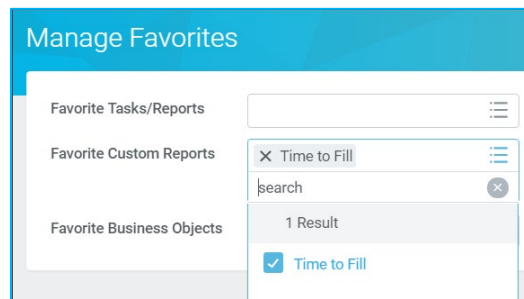 Manage Favorites
Favorite Tasks/Reports
Favorite Custom Reports
Time to Fill
search
1 Result
Favorite Business Objects
Time to Fill